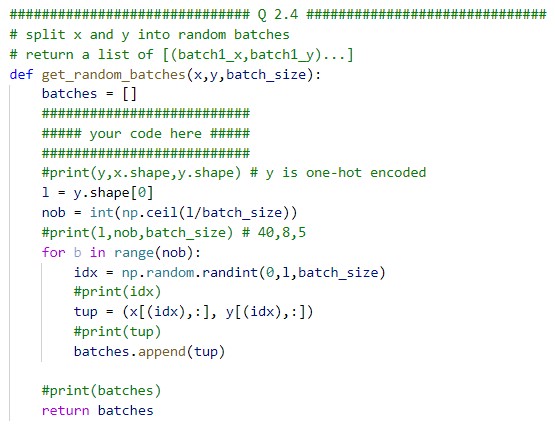 ############################## Q 2.4 ##############################
# split x and y into random batches
# return a list of [(batch1_x,batch1_y)...]
def get_random_batches(x,y,batch_size):
    batches = []
    ##########################
    ##### your code here #####
    ##########################
    #print(y,x.shape,y.shape) # y is one-hot encoded
    l = y.shape[0]
    nob = int(np.ceil(l/batch_size))
    #print(l,nob,batch_size) # 40,8,5
    for b in range(nob):
        idx = np.random.randint(0,l,batch_size)
        #print(idx)
        tup = (x[(idx),:], y[(idx),:])
        #print(tup)
        batches.append(tup)
    #print(batches)
    return batches